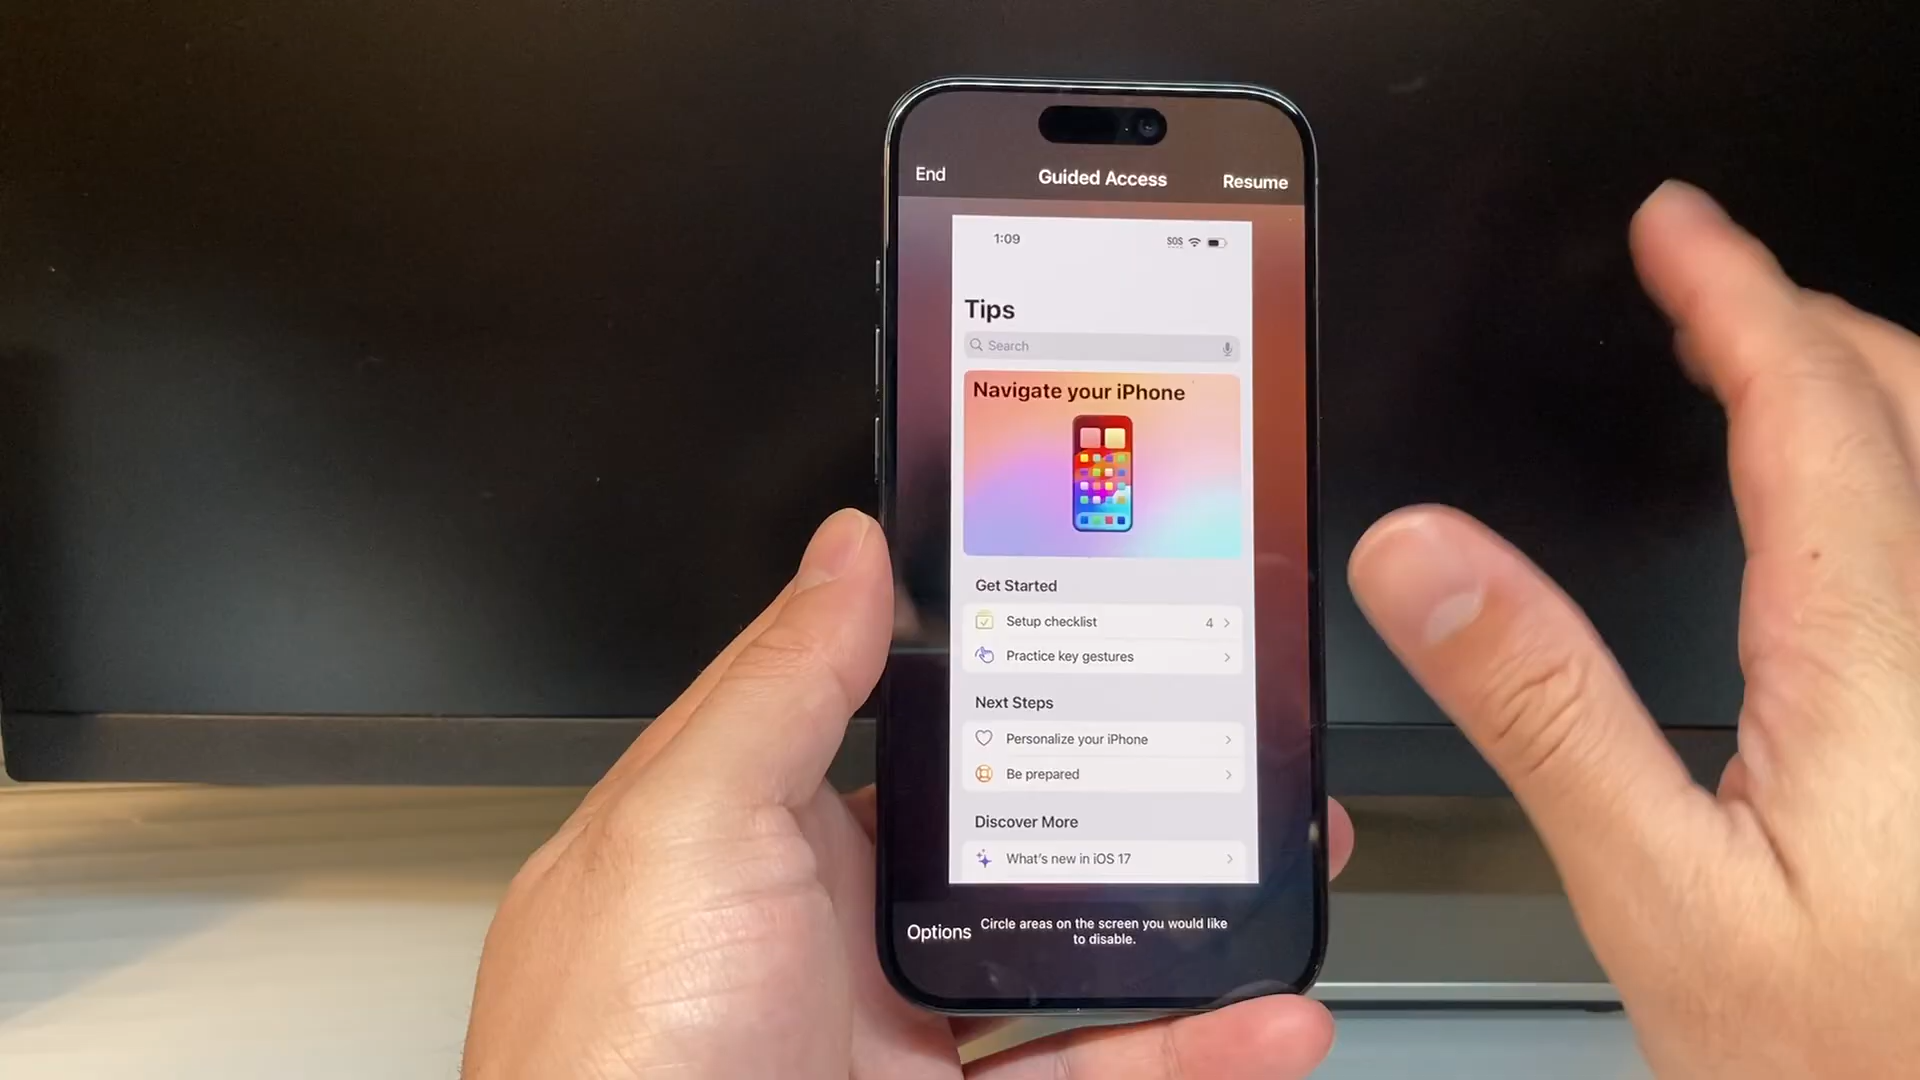 End
Guided Access
Resume
1:09
SOS
Tips
Search
Navigate your iPhone
Get Started
Setup checklist
4
Practice key gestures
Next Steps
Personalize your iPhone
Be prepared
Discover More
What's new in iOS 17
Options
Circle areas on the screen you would like
to disable.